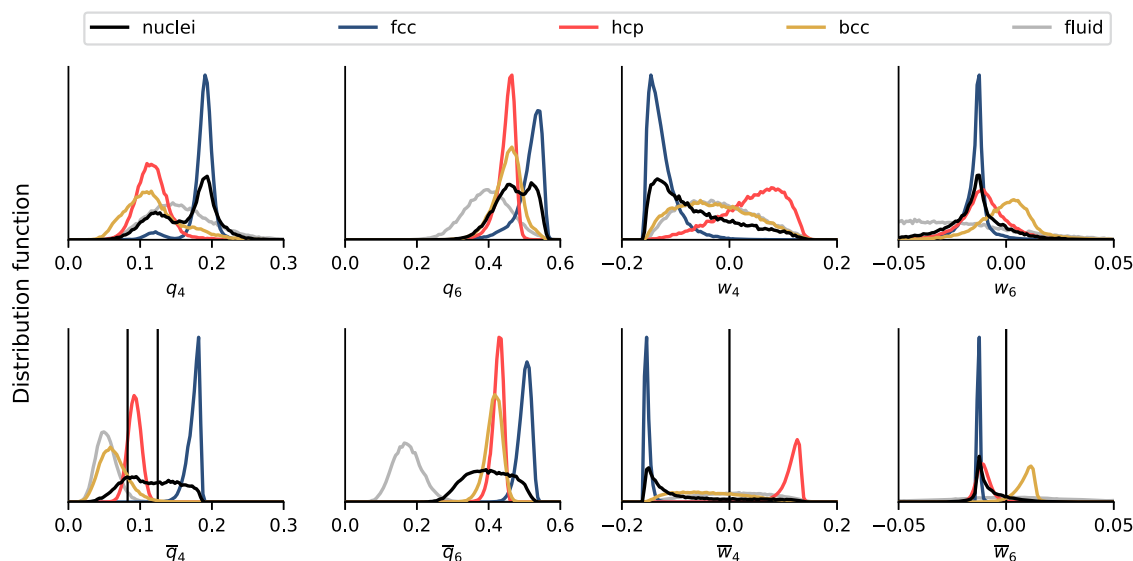 nuclei fcc hcp bcc fluid
Distribution function
0.0 0.1 0.2 0.3
q₄
0.0 0.2 0.4 0.6
q₆
−0.2 0.0 0.2
w₄
−0.05 0.00 0.05
w₆
0.0 0.1 0.2 0.3
q̅₄
0.0 0.2 0.4 0.6
q̅₆
−0.2 0.0 0.2
w̅₄
−0.05 0.00 0.05
w̅₆